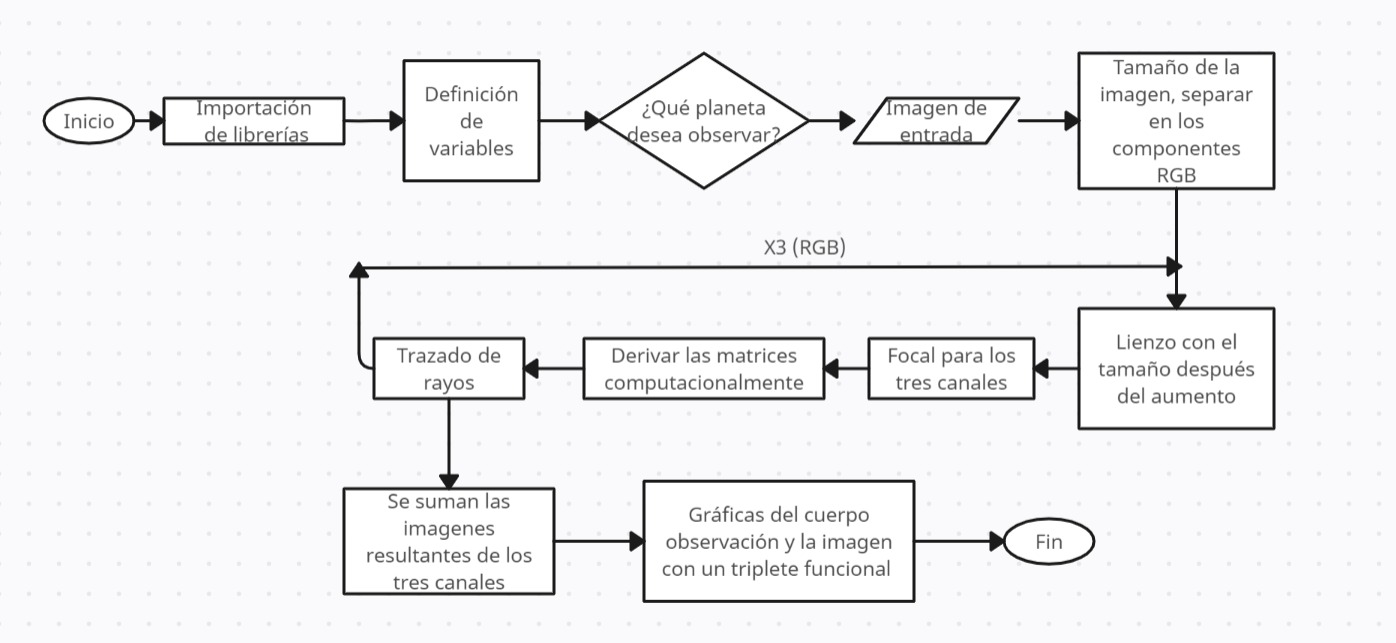 Inicio
Importación
de librerías
Definición
de
variables
¿Qué planeta
desea observar?
Imagen de
entrada
Tamaño de la
imagen, separar
en los
componentes
RGB
X3 (RGB)
Lienzo con el
tamaño después
del aumento
Focal para los
tres canales
Derivar las matrices
computacionalmente
Trazado de
rayos
Se suman las
imagenes
resultantes de los
tres canales
Gráficas del cuerpo
observación y la imagen
con un triplete funcional
Fin